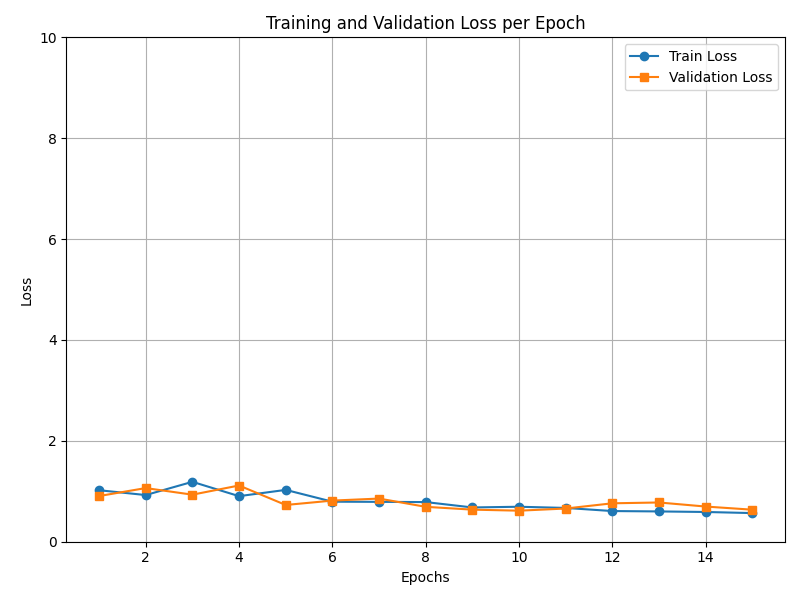 Training and Validation Loss per Epoch
10
8
6
4
2
0
Loss
Train Loss
Validation Loss
2 4 6 8 10 12 14
Epochs